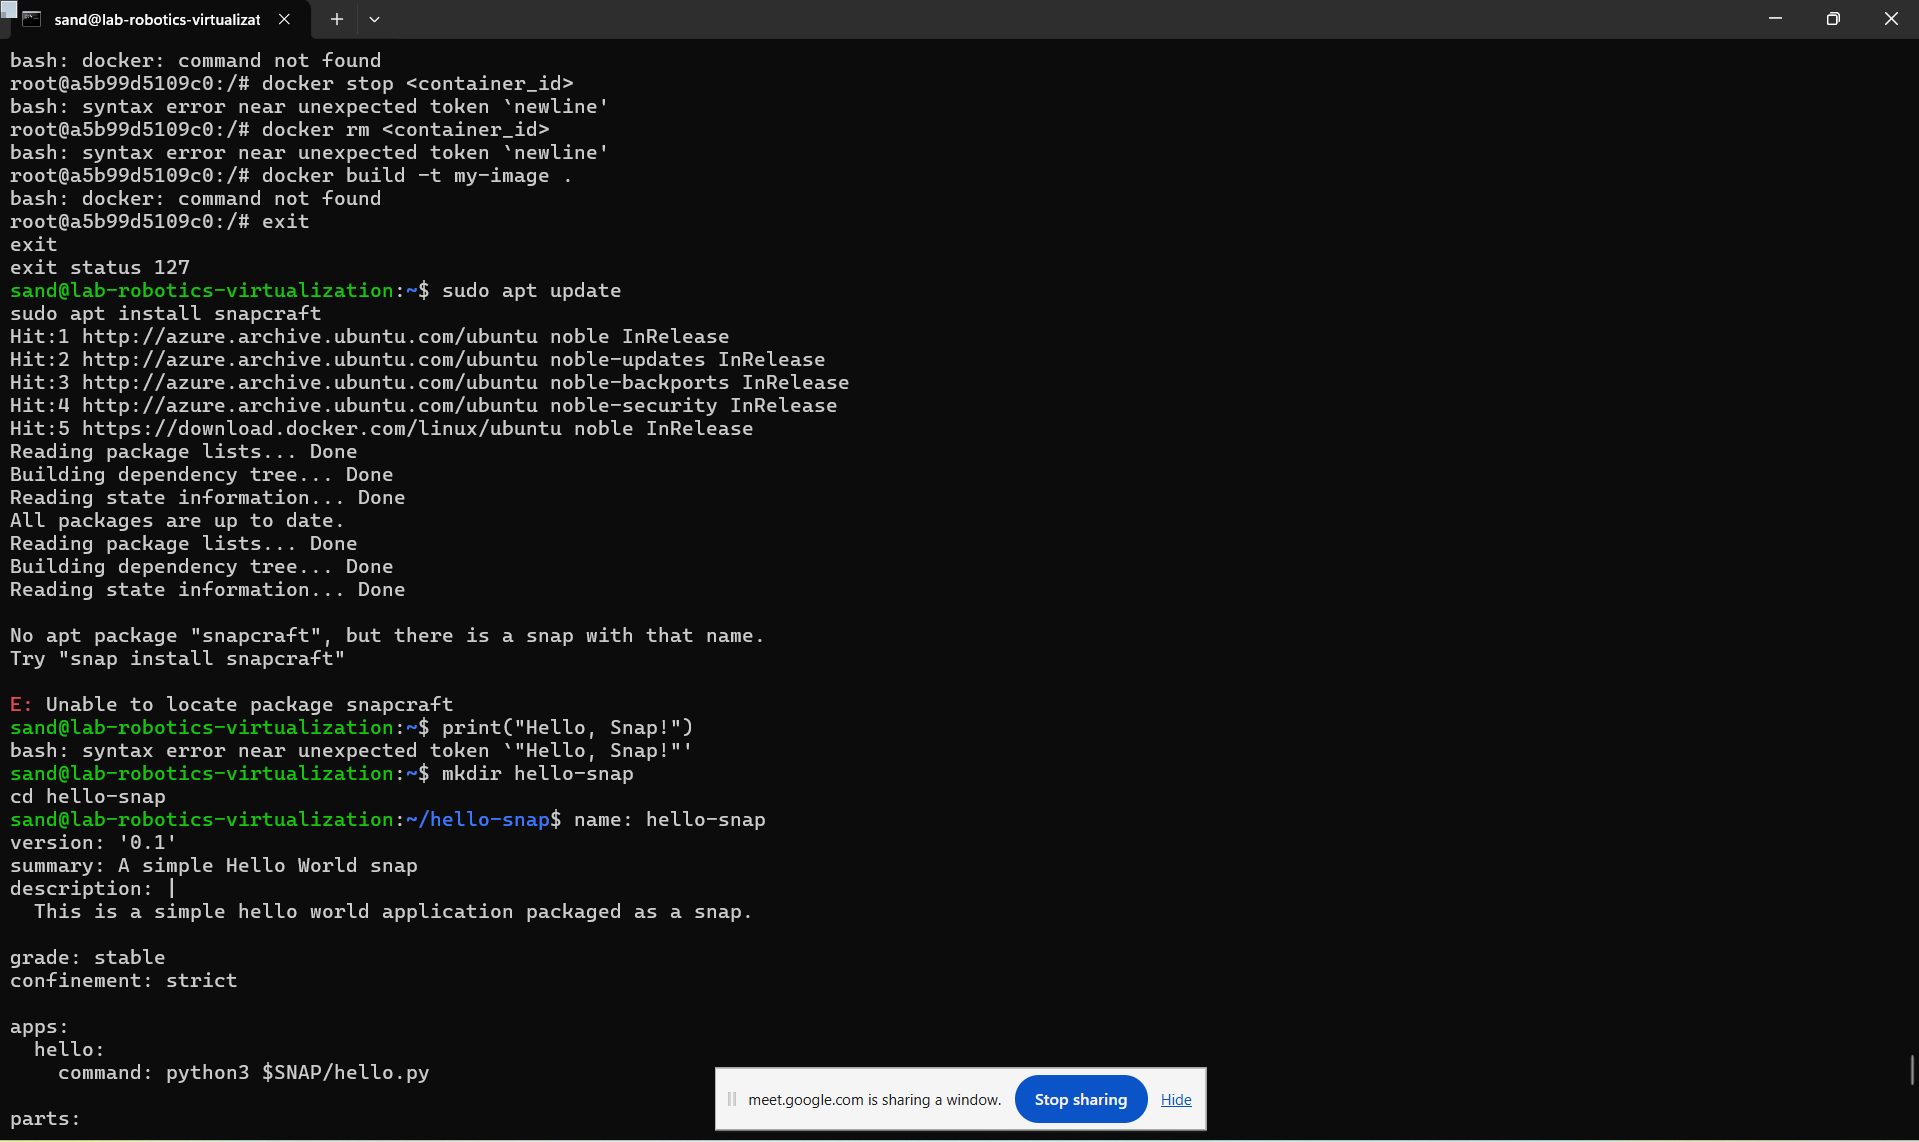 sand@lab-robotics-virtualizat
bash: docker: command not found
root@a5b99d5109c0:/# docker stop <container_id>
bash: syntax error near unexpected token `newline'
root@a5b99d5109c0:/# docker rm <container_id>
bash: syntax error near unexpected token `newline'
root@a5b99d5109c0:/# docker build -t my-image .
bash: docker: command not found
root@a5b99d5109c0:/# exit
exit
exit status 127
sand@lab-robotics-virtualization:~$ sudo apt update
sudo apt install snapcraft
Hit:1 http://azure.archive.ubuntu.com/ubuntu noble InRelease
Hit:2 http://azure.archive.ubuntu.com/ubuntu noble-updates InRelease
Hit:3 http://azure.archive.ubuntu.com/ubuntu noble-backports InRelease
Hit:4 http://azure.archive.ubuntu.com/ubuntu noble-security InRelease
Hit:5 https://download.docker.com/linux/ubuntu noble InRelease
Reading package lists... Done
Building dependency tree... Done
Reading state information... Done
All packages are up to date.
Reading package lists... Done
Building dependency tree... Done
Reading state information... Done
No apt package "snapcraft", but there is a snap with that name.
Try "snap install snapcraft"
E: Unable to locate package snapcraft
sand@lab-robotics-virtualization:~$ print("Hello, Snap!")
bash: syntax error near unexpected token `"Hello, Snap!"'
sand@lab-robotics-virtualization:~$ mkdir hello-snap
cd hello-snap
sand@lab-robotics-virtualization:~/hello-snap$ name: hello-snap
version: '0.1'
summary: A simple Hello World snap
description: |
  This is a simple hello world application packaged as a snap.
grade: stable
confinement: strict
apps:
  hello:
    command: python3 $SNAP/hello.py
parts:
meet.google.com is sharing a window. Stop sharing Hide